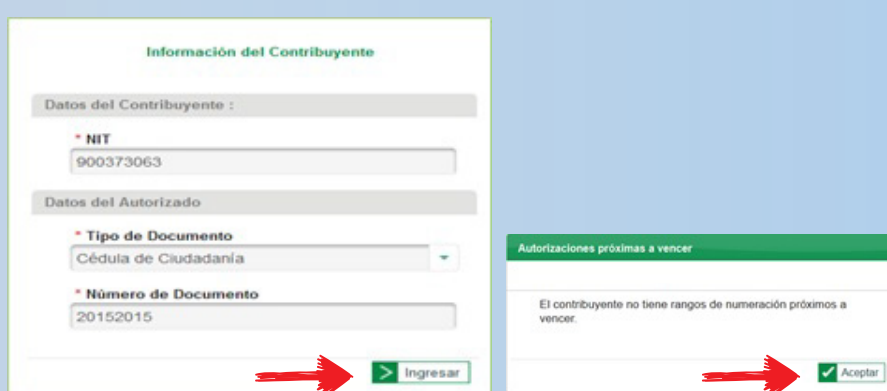 Información del Contribuyente
Datos del Contribuyente :
* NIT
900373063
Datos del Autorizado
* Tipo de Documento
Cédula de Ciudadanía
* Número de Documento
20152015
> Ingresar
Autorizaciones próximas a vencer
El contribuyente no tiene rangos de numeración próximos a
vencer.
Aceptar